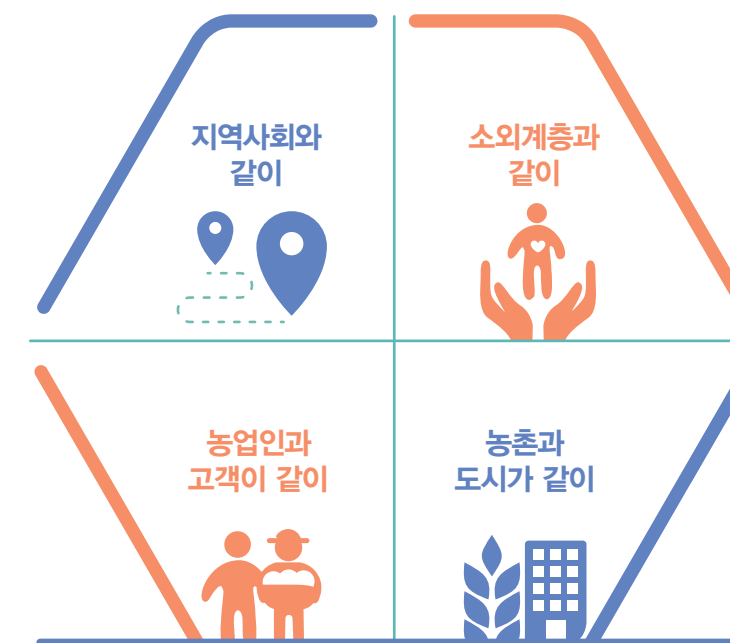 지역사회와
같이
소외계층과
같이
농업인과
고객이 같이
농촌과
도시가 같이